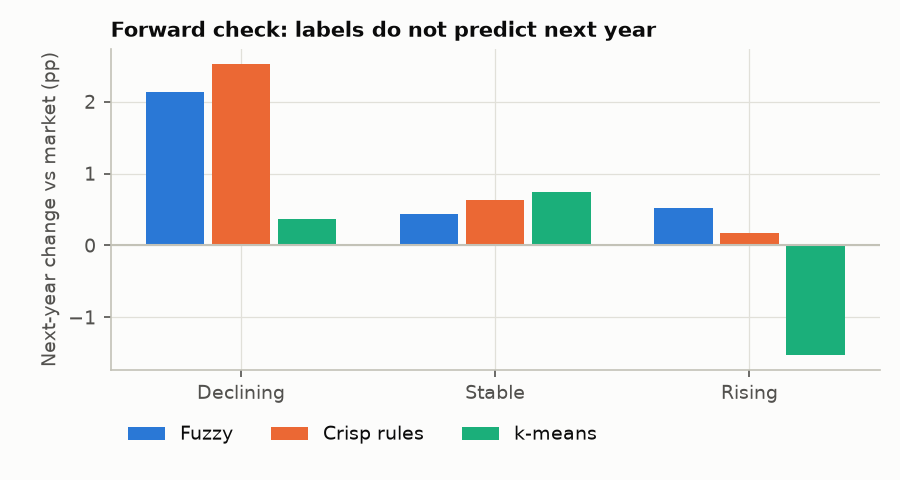 Forward check: labels do not predict next year
Next-year change vs market (pp)
2
1
0
−1
Declining Stable Rising
Fuzzy Crisp rules k-means